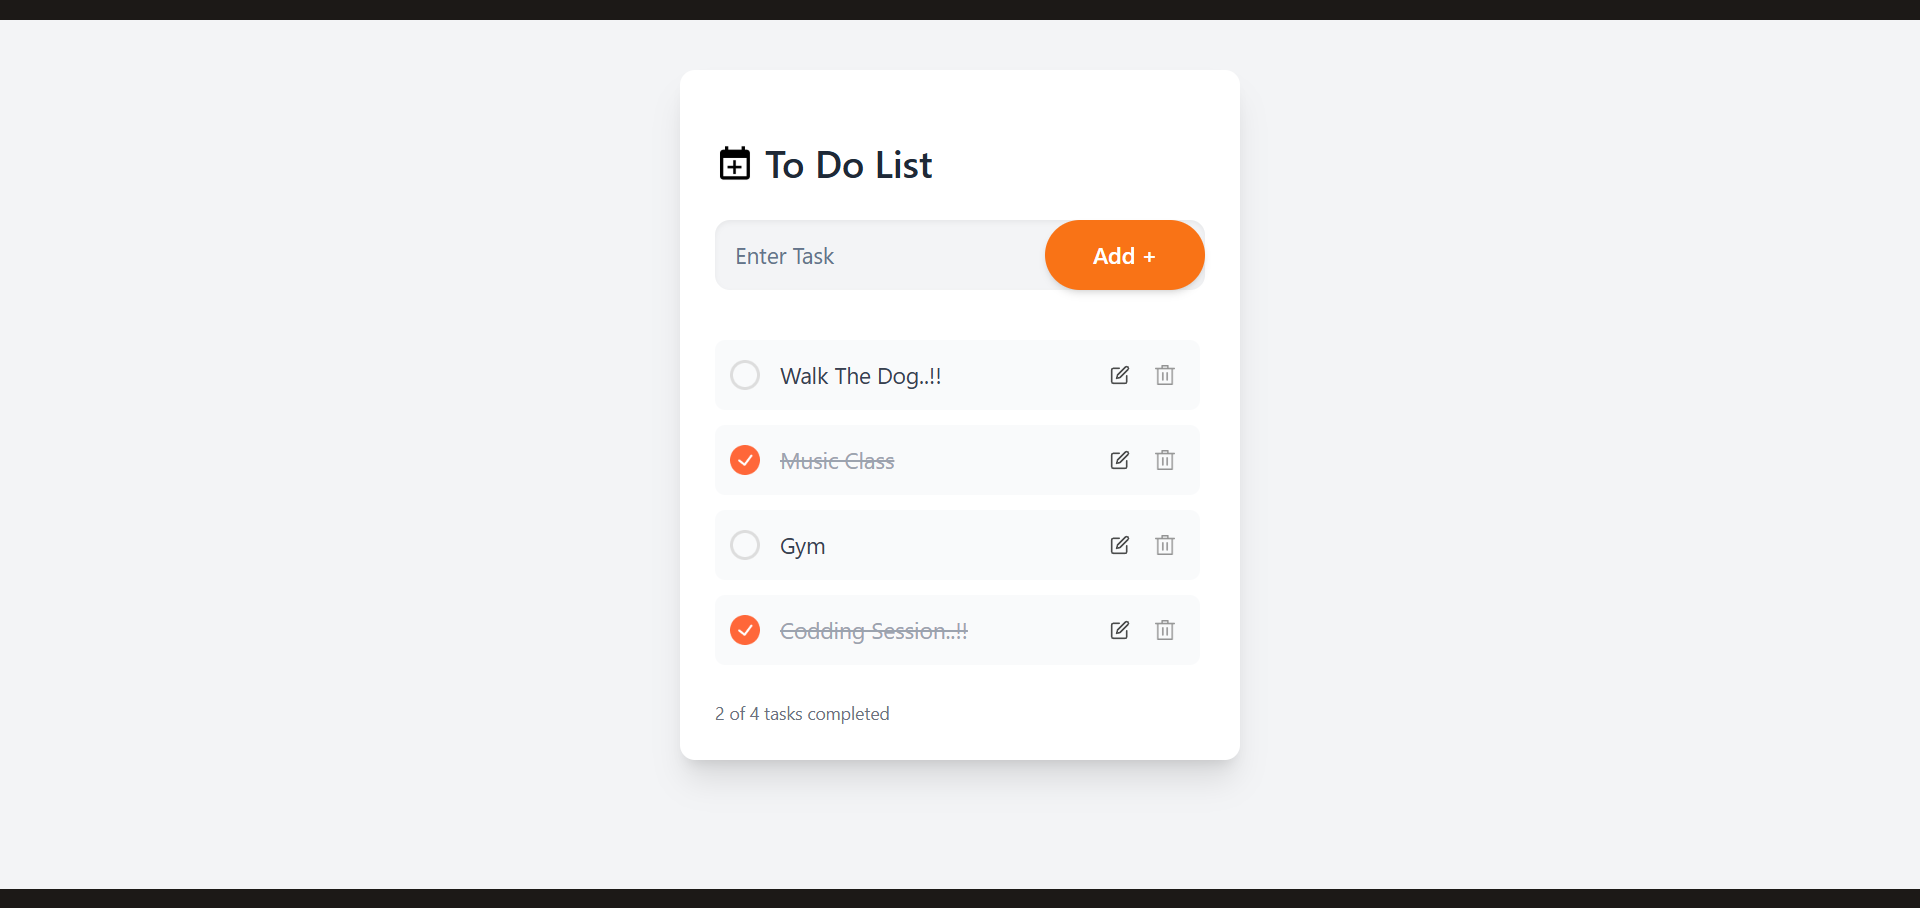 To Do List
Enter Task
Add +
Walk The Dog..!!
Music Class
Gym
Codding Session..!!
2 of 4 tasks completed